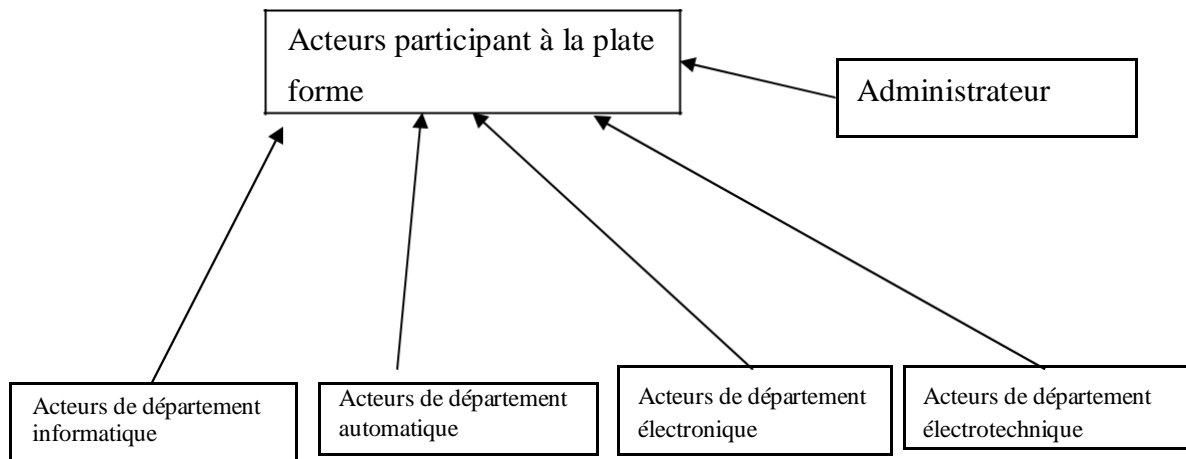 Acteurs participant à la plate
forme
Administrateur
Acteurs de département
informatique
Acteurs de département
automatique
Acteurs de département
électronique
Acteurs de département
électrotechnique